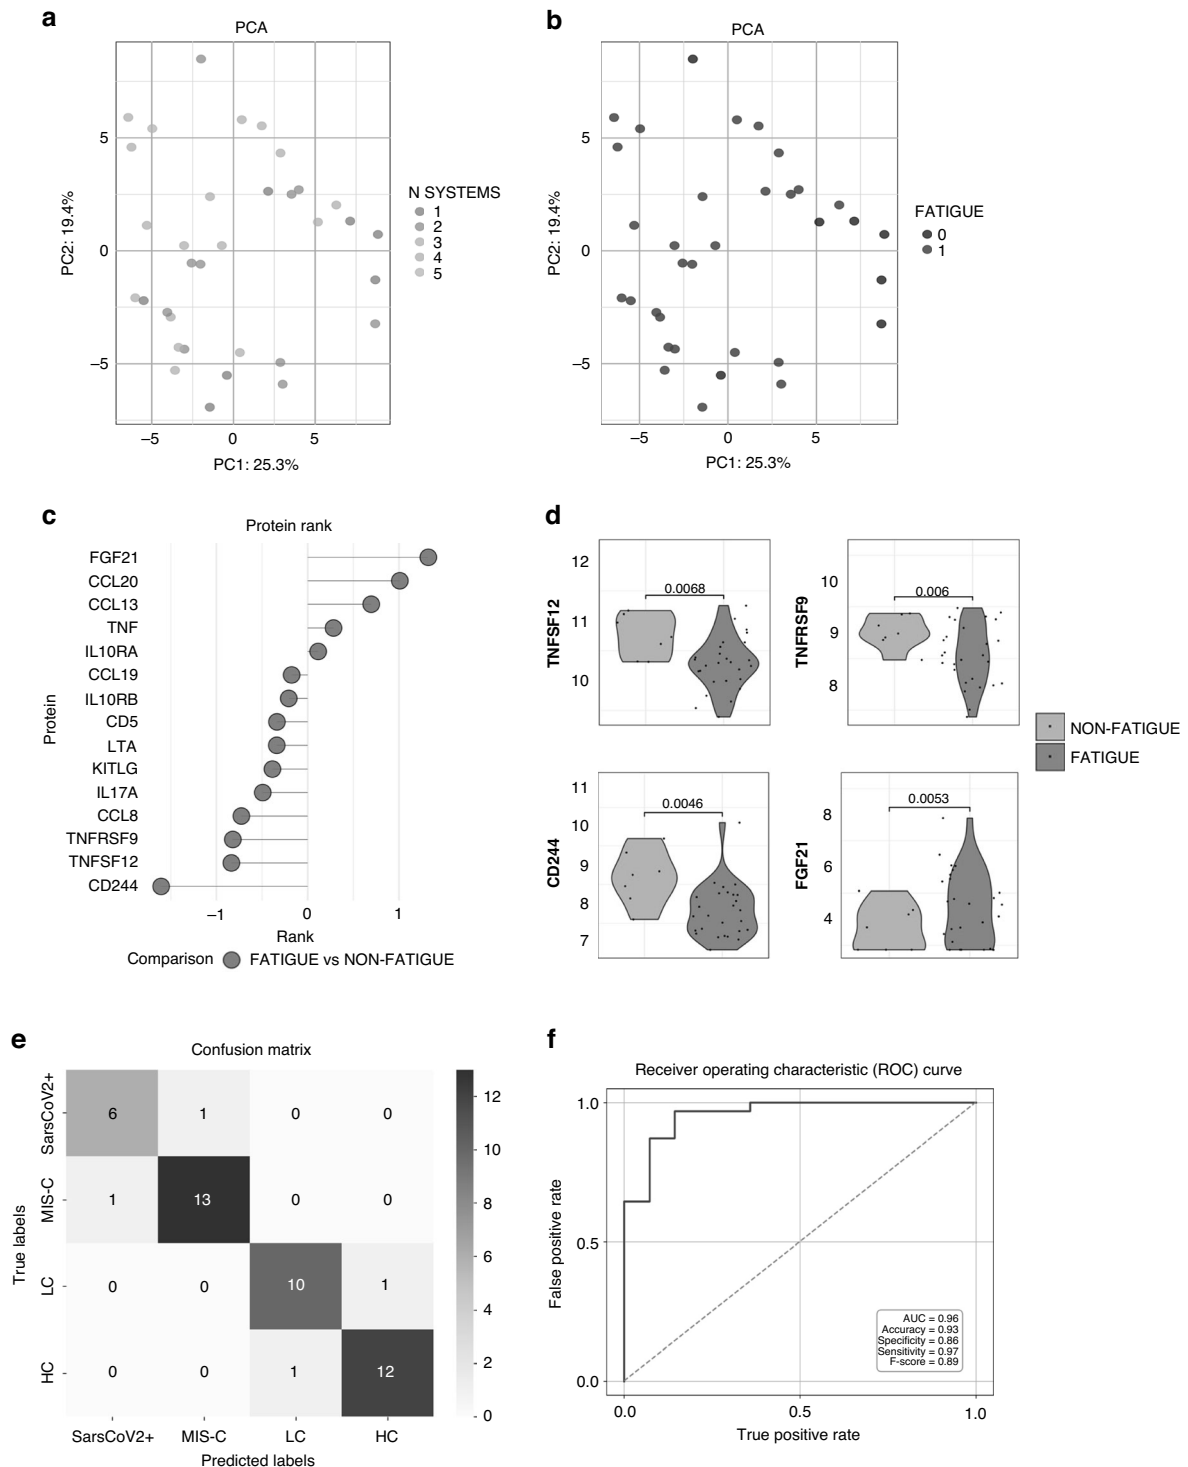 a
PCA
PC2: 19.4%
5
0
–5
–5
0
5
PC1: 25.3%
N SYSTEMS
1
2
3
4
5
b
PCA
PC2: 19.4%
5
0
–5
–5
0
5
PC1: 25.3%
FATIGUE
0
1
c
Protein rank
Protein
FGF21
CCL20
CCL13
TNF
IL10RA
CCL19
IL10RB
CD5
LTA
KITLG
IL17A
CCL8
TNFRSF9
TNFSF12
CD244
–1
0
1
Rank
Comparison FATIGUE vs NON-FATIGUE
d
TNFSF12
12
11
10
0.0068
TNFRSF9
10
9
8
0.006
CD244
11
10
9
8
7
0.0046
FGF21
8
6
4
0.0053
NON-FATIGUE
FATIGUE
e
Confusion matrix
True labels
SarsCoV2+
MIS-C
LC
HC
6 1 0 0
1 13 0 0
0 0 10 1
0 0 1 12
SarsCoV2+ MIS-C LC HC
Predicted labels
12
10
8
6
4
2
0
f
Receiver operating characteristic (ROC) curve
False positive rate
1.0
0.5
0.0
AUC = 0.96
Accuracy = 0.93
Specificity = 0.86
Sensitivity = 0.97
F-score = 0.89
0.0
0.5
1.0
True positive rate